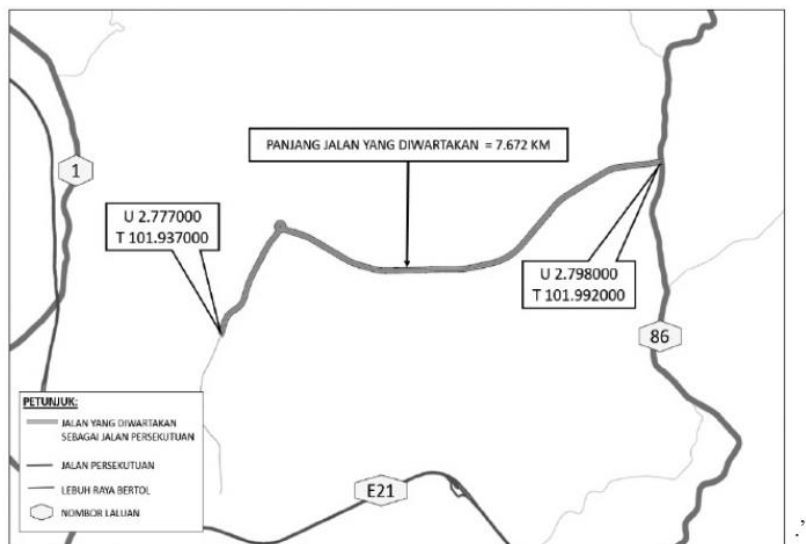 PANJANG JALAN YANG DIWARTAKAN = 7.672 KM
1
U 2.777000
T 101.937000
U 2.798000
T 101.992000
86
E21
PETUNJUK:
JALAN YANG DIWARTAKAN
SEBAGAI JALAN PERSEKUTUAN
JALAN PERSEKUTUAN
LEBUH RAYA BERTOL
NOMBOR LALUAN
.’